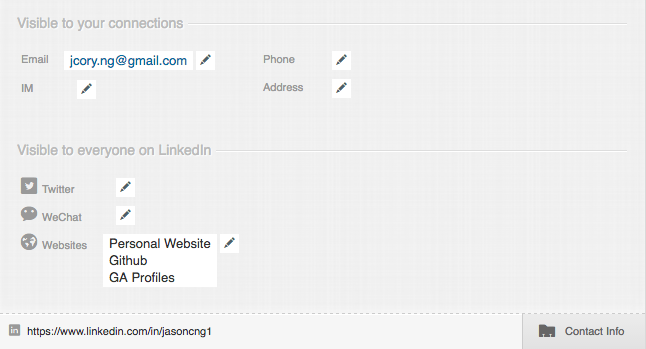 Visible to your connections
Email jcory.ng@gmail.com Phone
IM Address
Visible to everyone on LinkedIn
Twitter
WeChat
Websites Personal Website
Github
GA Profiles
in https://www.linkedin.com/in/jasoncng1 Contact Info